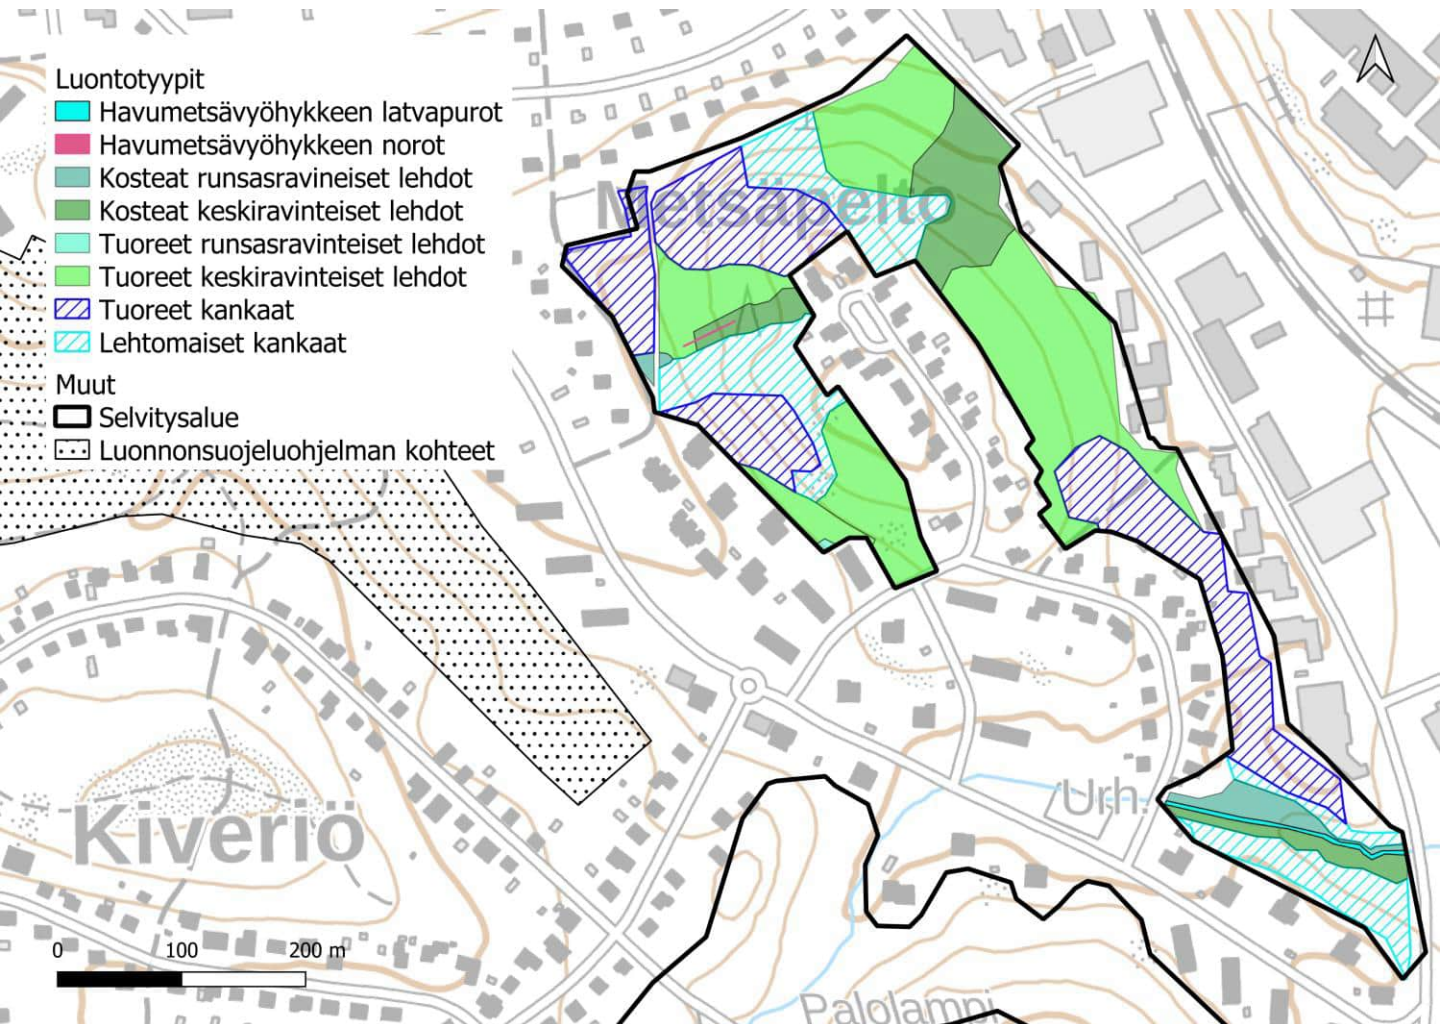 Luontotyypit
Havumetsävyöhykkeen latvapurot
Havumetsävyöhykkeen norot
Kosteat runsasravineiset lehdot
Kosteat keskiravinteiset lehdot
Tuoreet runsasravinteiset lehdot
Tuoreet keskiravinteiset lehdot
Tuoreet kankaat
Lehtomaiset kankaat
Muut
Selvitysalue
Luonnonsuojeluohjelman kohteet
Metsäpelto
Urh.
Kiveriö
0 100 200 m
Palolampi